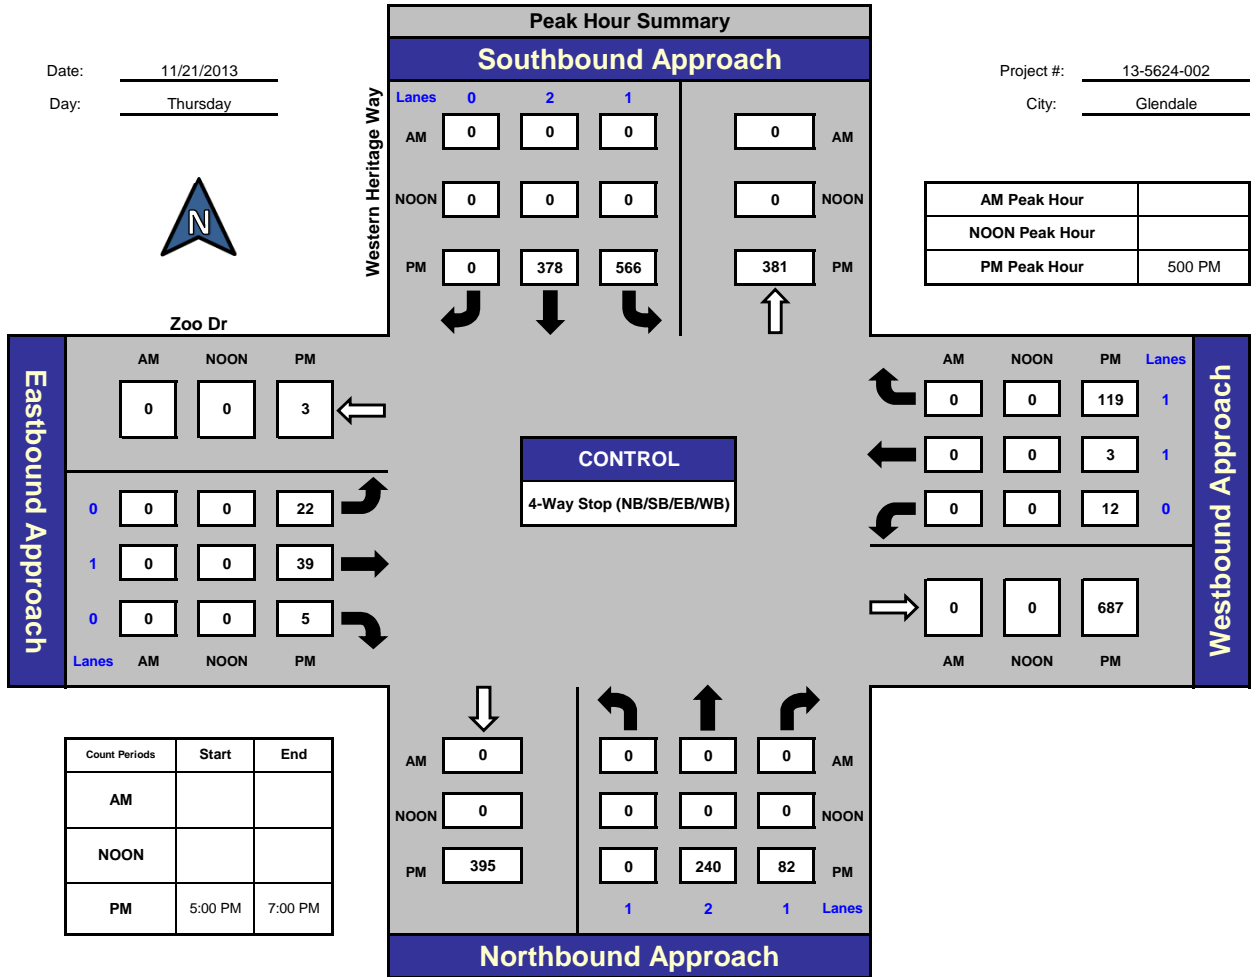 Peak Hour Summary
Southbound Approach
Date: 11/21/2013
Day: Thursday
Project #: 13-5624-002
City: Glendale
Western Heritage Way
Lanes 0 2 1
AM 0 0 0 0 AM
NOON 0 0 0 0 NOON
PM 0 378 566 381 PM
N
AM Peak Hour
NOON Peak Hour
PM Peak Hour 500 PM
Zoo Dr
Eastbound Approach
AM NOON PM
0 0 3
0 0 0 22
1 0 0 39
0 0 0 5
Lanes AM NOON PM
CONTROL
4-Way Stop (NB/SB/EB/WB)
AM NOON PM Lanes
0 0 119 1
0 0 3 1
0 0 12 0
0 0 687
AM NOON PM
Westbound Approach
Count Periods Start End
AM
NOON
PM 5:00 PM 7:00 PM
AM 0 0 0 0 AM
NOON 0 0 0 0 NOON
PM 395 0 240 82 PM
1 2 1 Lanes
Northbound Approach